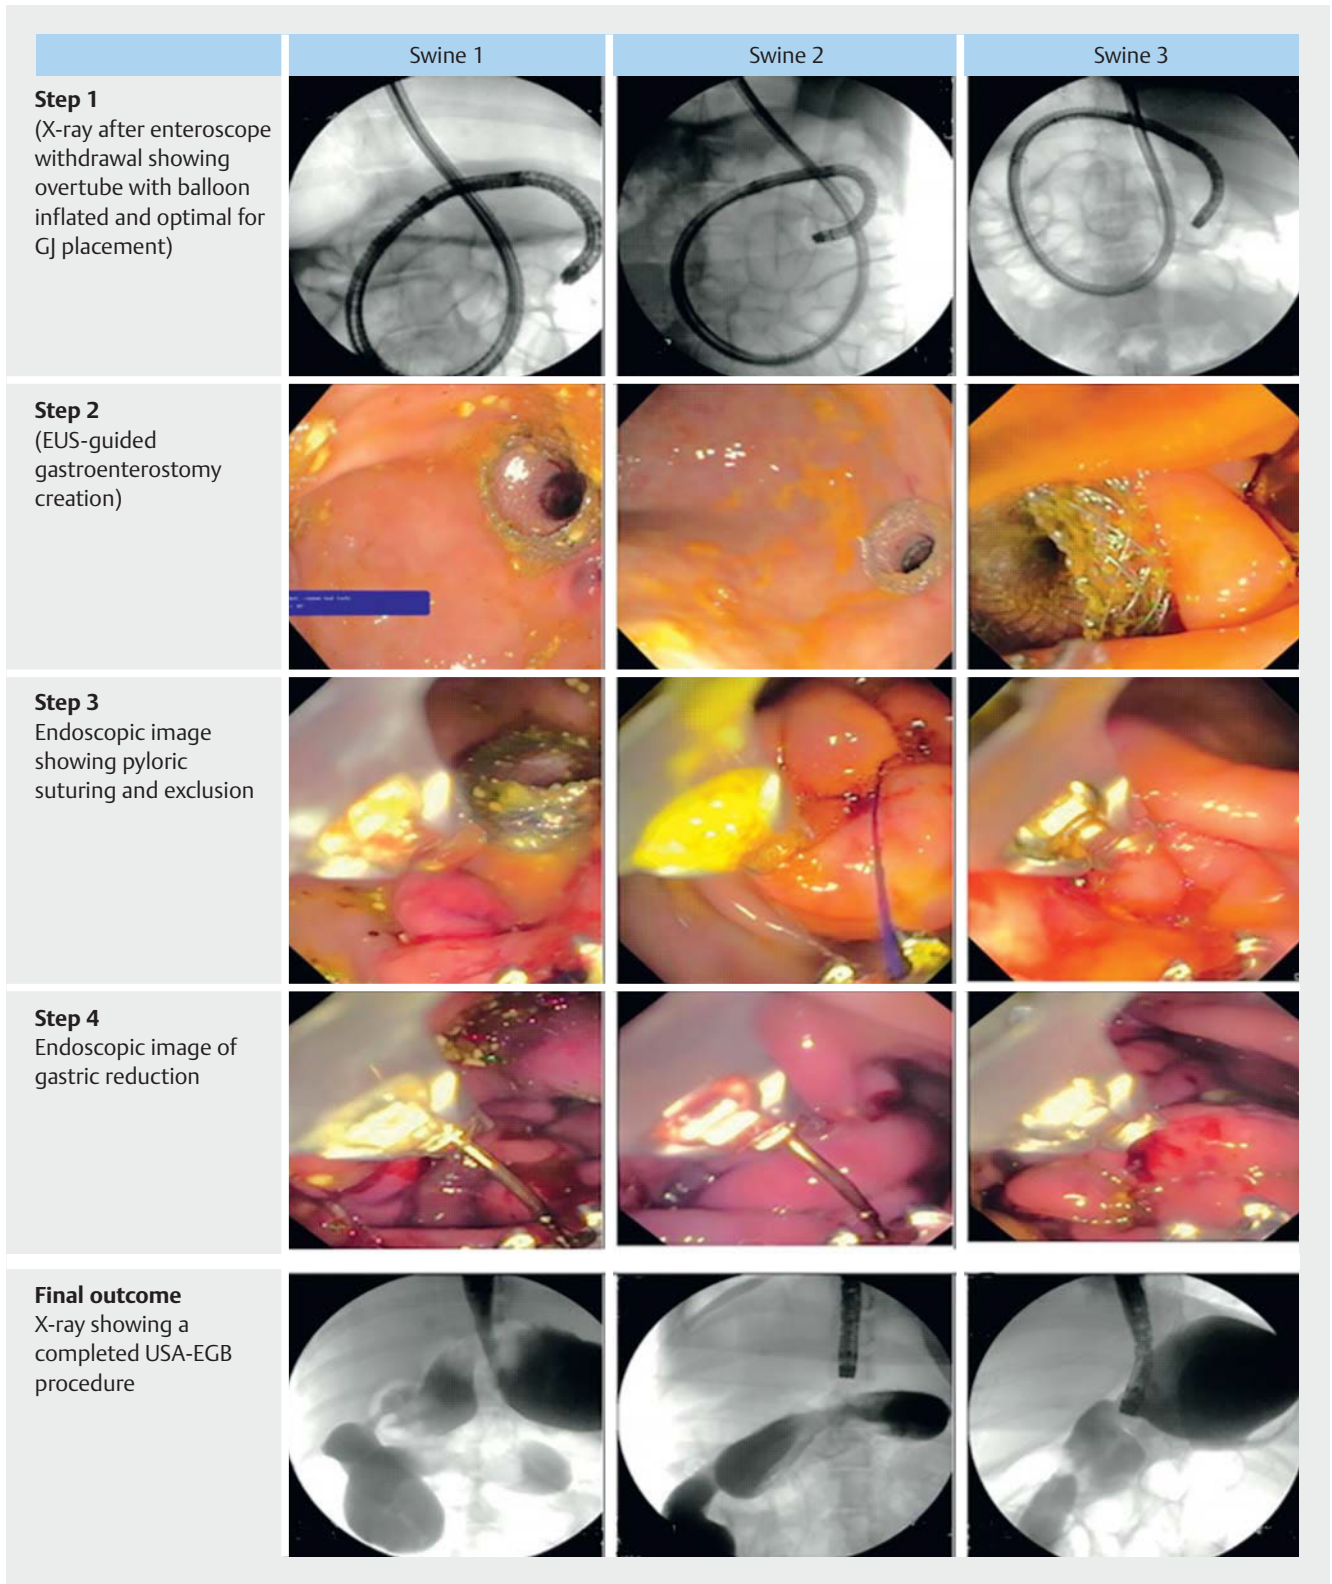 Swine 1
Swine 2
Swine 3
Step 1
(X-ray after enteroscope
withdrawal showing
overtube with balloon
inflated and optimal for
GJ placement)
Step 2
(EUS-guided
gastroenterostomy
creation)
Step 3
Endoscopic image
showing pyloric
suturing and exclusion
Step 4
Endoscopic image of
gastric reduction
Final outcome
X-ray showing a
completed USA-EGB
procedure